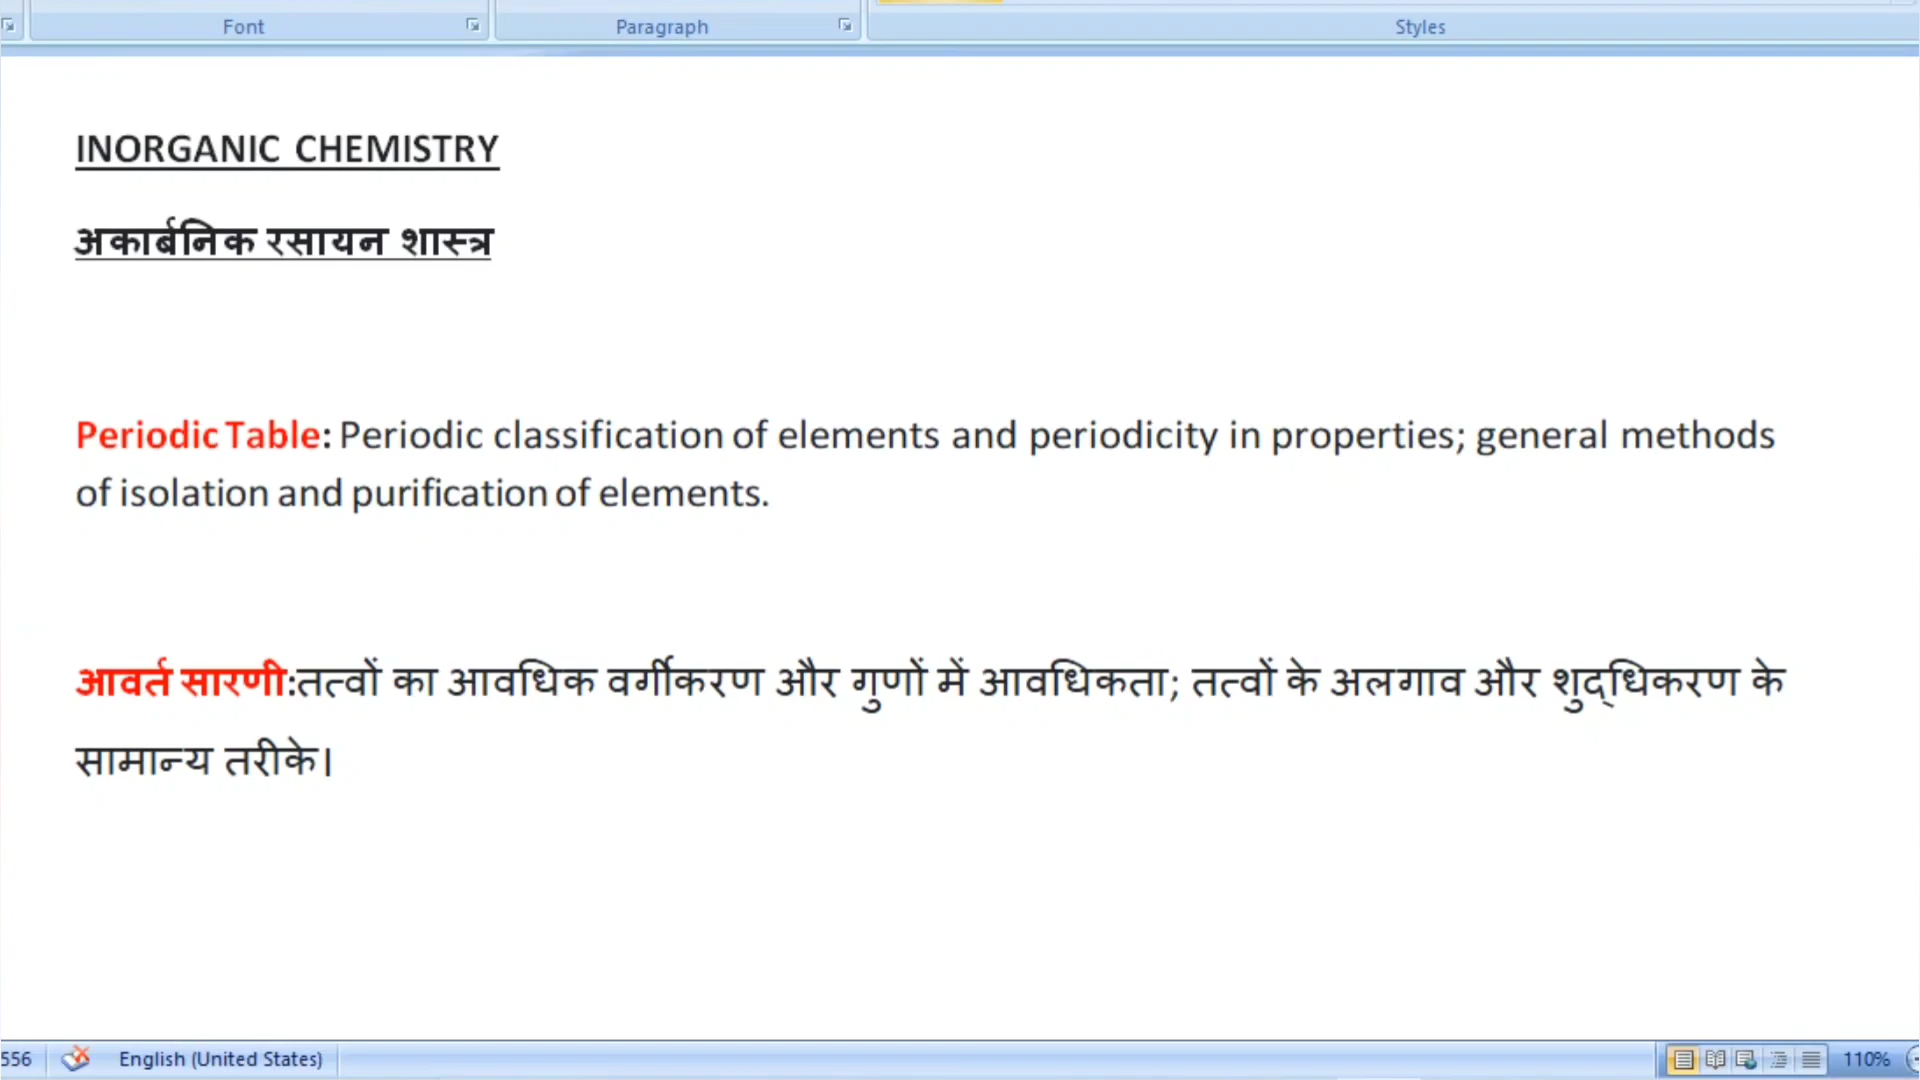 Font Paragraph Styles
INORGANIC CHEMISTRY
अकार्बनिक रसायन शास्त्र
Periodic Table: Periodic classification of elements and periodicity in properties; general methods
of isolation and purification of elements.
आवर्त सारणी:तत्वों का आवधिक वर्गीकरण और गुणों में आवधिकता; तत्वों के अलगाव और शुद्धिकरण के
सामान्य तरीके।
556 English (United States) 110%